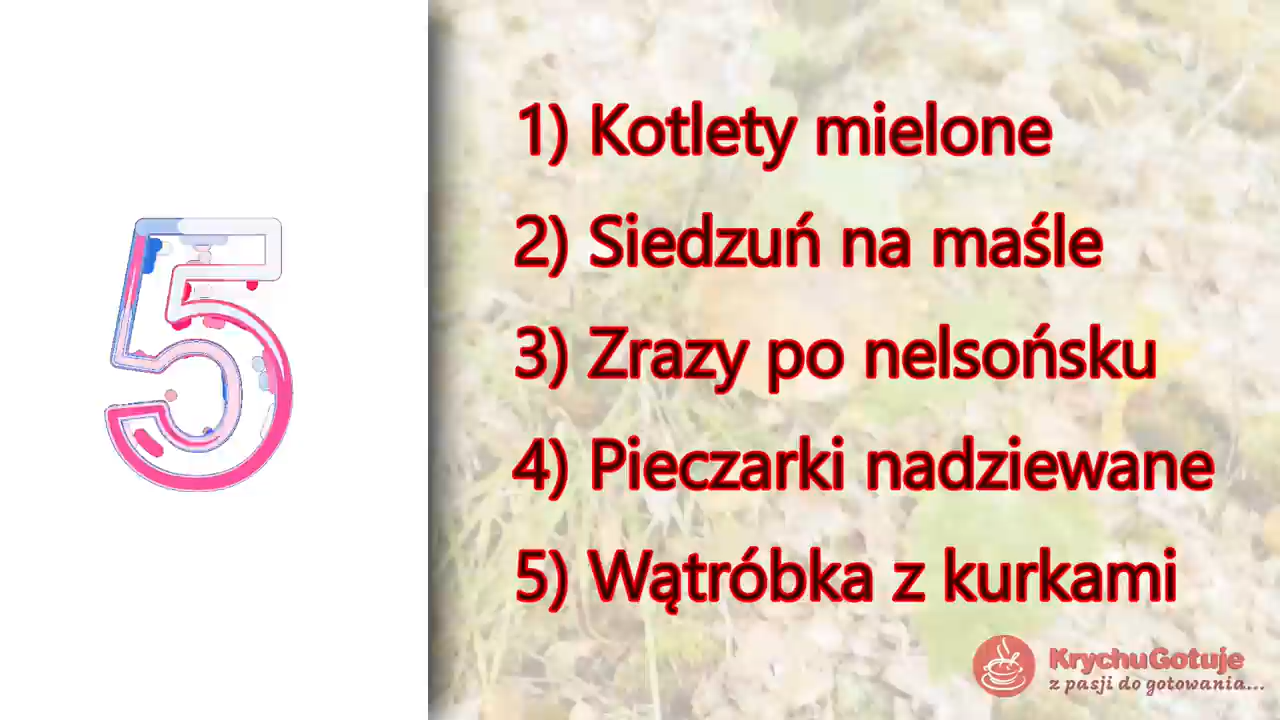 5
1) Kotlety mielone
2) Siedzuń na maśle
3) Zrazy po nelsońsku
4) Pieczarki nadziewane
5) Wątróbka z kurkami
KrychuGotuje
z pasji do gotowania...